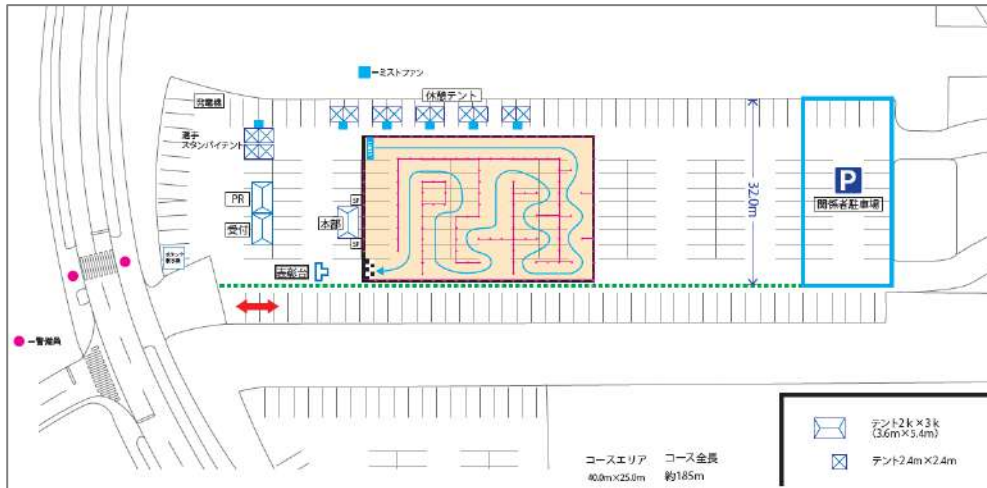 ーミストファン
発電機
休憩テント
選手
スタンバイテント
PR
受付
本部
SP
SP
表彰台
32.0m
P
関係者駐車場
ー警備員
テント2k×3k
(3.6m×5.4m)
テント2.4m×2.4m
コースエリア コース全長
40.0m×25.0m 約185m